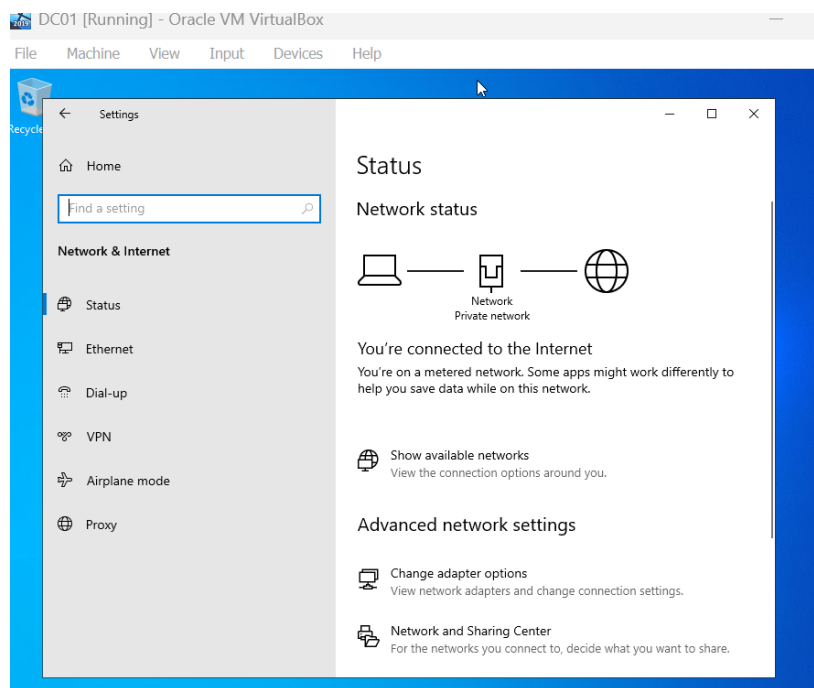 2019
DC01 [Running] - Oracle VM VirtualBox
File Machine View Input Devices Help
Recycle
Settings
Home
Find a setting
Network & Internet
Status
Ethernet
Dial-up
VPN
Airplane mode
Proxy
Status
Network status
Network
Private network
You're connected to the Internet
You're on a metered network. Some apps might work differently to
help you save data while on this network.
Show available networks
View the connection options around you.
Advanced network settings
Change adapter options
View network adapters and change connection settings.
Network and Sharing Center
For the networks you connect to, decide what you want to share.